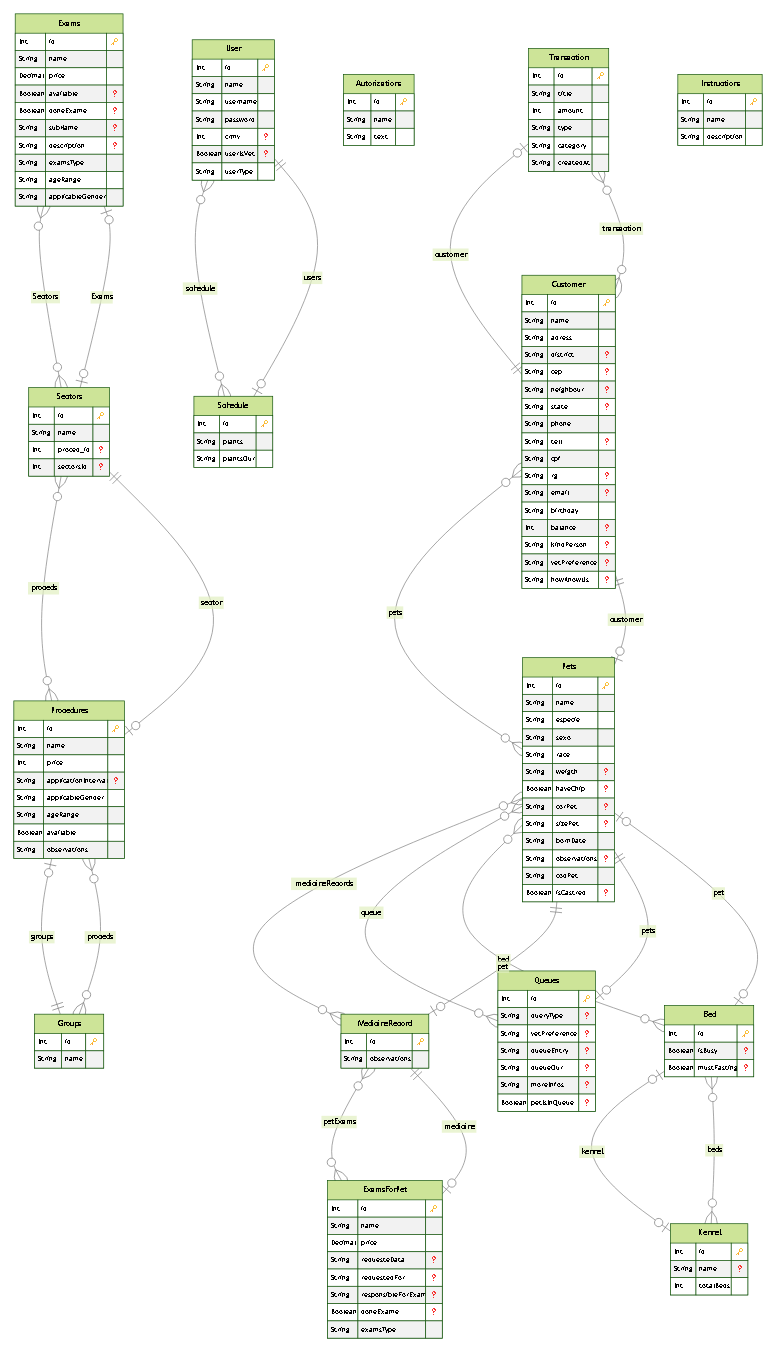 Exams
Int id
String name
Decimal price
Boolean available ?
Boolean doneExame ?
String subName ?
String description ?
String examsType
String ageRange
String applicableGender
User
Int id
String name
String username
String password
Int crmv ?
Boolean userIsVet ?
String userType
Autorizations
Int id
String name
String text
Transaction
Int id
String title
Int amount
String type
String category
String createdAt
Instructions
Int id
String name
String description
customer
transaction
Sectors
Exams
schedule
users
Customer
Int id
String name
String adress
String district ?
String cep ?
String neighbour ?
String state ?
String phone
String cell ?
String cpf
String rg ?
String email ?
String birthday
Int balance ?
String kindPerson ?
String vetPreference ?
String howKnowUs ?
Sectors
Int id
String name
Int proced_id ?
Int sectorsId ?
Schedule
Int id
String plants
String plantsOur
proceds
sector
pets
customer
Procedures
Int id
String name
Int price
String applicationInterval ?
String applicableGender
String ageRange
Boolean available
String observations
Pets
Int id
String name
String especie
String sexo
String race
String weigth ?
Boolean haveChip ?
String corPet ?
String sizePet ?
String bornDate
String observations ?
String codPet
Boolean isCastred ?
groups
proceds
medicineRecords
queue
bed
pet
pets
pet
Groups
Int id
String name
MedicineRecord
Int id
String observations
Queues
Int id
String queryType ?
String vetPreference ?
String queueEntry ?
String queueOur ?
String moreInfos ?
Boolean petIsInQueue ?
Bed
Int id
Boolean isBusy ?
Boolean mustFasting ?
petExams
medicine
kennel
beds
ExamsForPet
Int id
String name
Decimal price
String requesteData ?
String requestedFor ?
String responsibleForExam ?
Boolean doneExame ?
String examsType
Kennel
Int id
String name ?
Int totalBeds